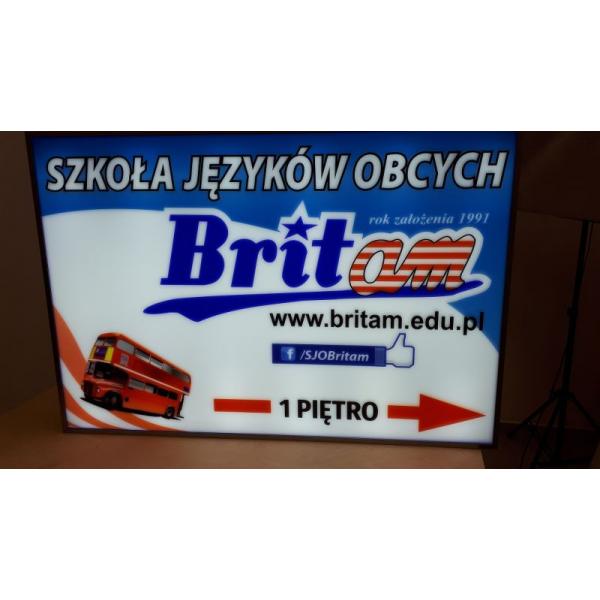 SZKOŁA JĘZYKÓW OBCYCH
rok założenia 1991
Britam
www.britam.edu.pl
f /SJOBritam
1 PIĘTRO